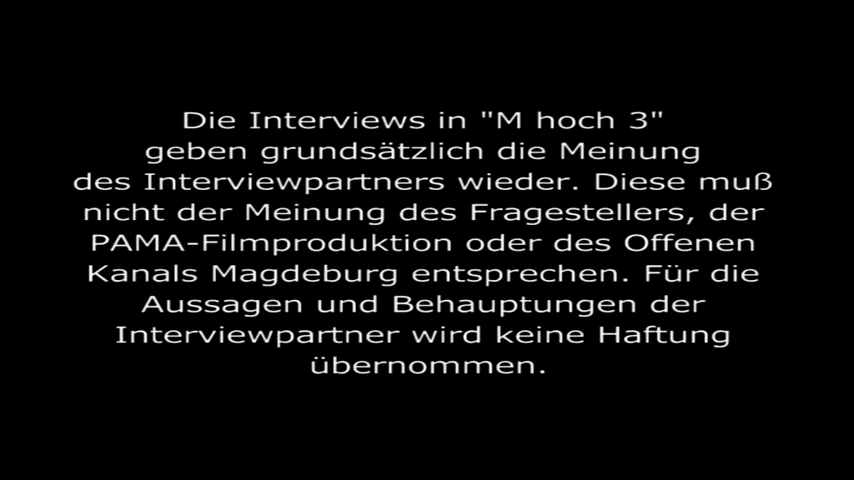 Die Interviews in "M hoch 3"
geben grundsätzlich die Meinung
des Interviewpartners wieder. Diese muß
nicht der Meinung des Fragestellers, der
PAMA-Filmproduktion oder des Offenen
Kanals Magdeburg entsprechen. Für die
Aussagen und Behauptungen der
Interviewpartner wird keine Haftung
übernommen.